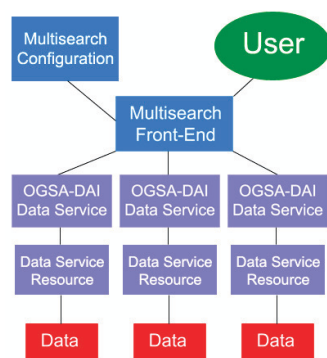 Multisearch
Configuration
User
Multisearch
Front-End
OGSA-DAI
Data Service
OGSA-DAI
Data Service
OGSA-DAI
Data Service
Data Service
Resource
Data Service
Resource
Data Service
Resource
Data
Data
Data